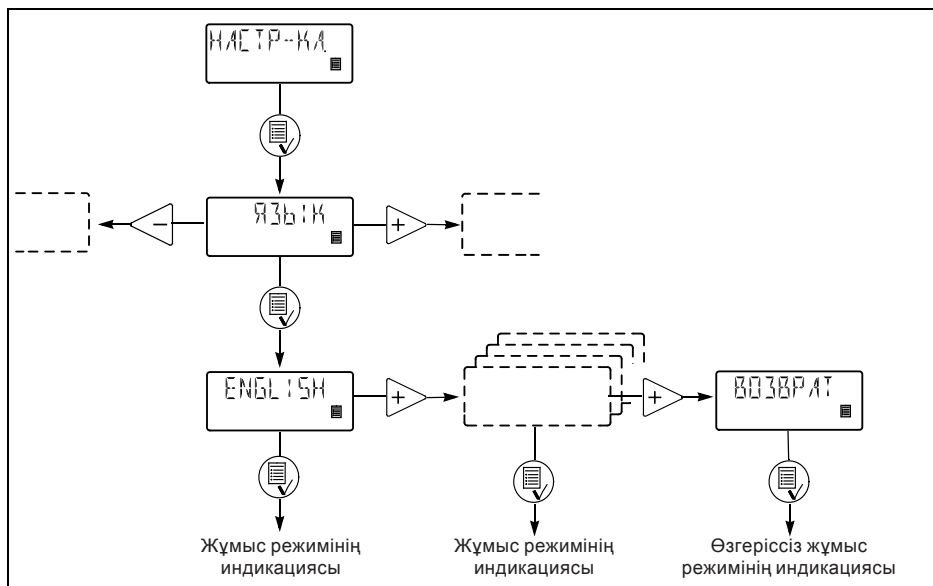 НАСТР-КА
ЯЗЫК
ENGLISH
ВОЗВРАТ
Жұмыс режимінің
индикациясы
Жұмыс режимінің
индикациясы
Өзгеріссіз жұмыс
режимінің индикациясы